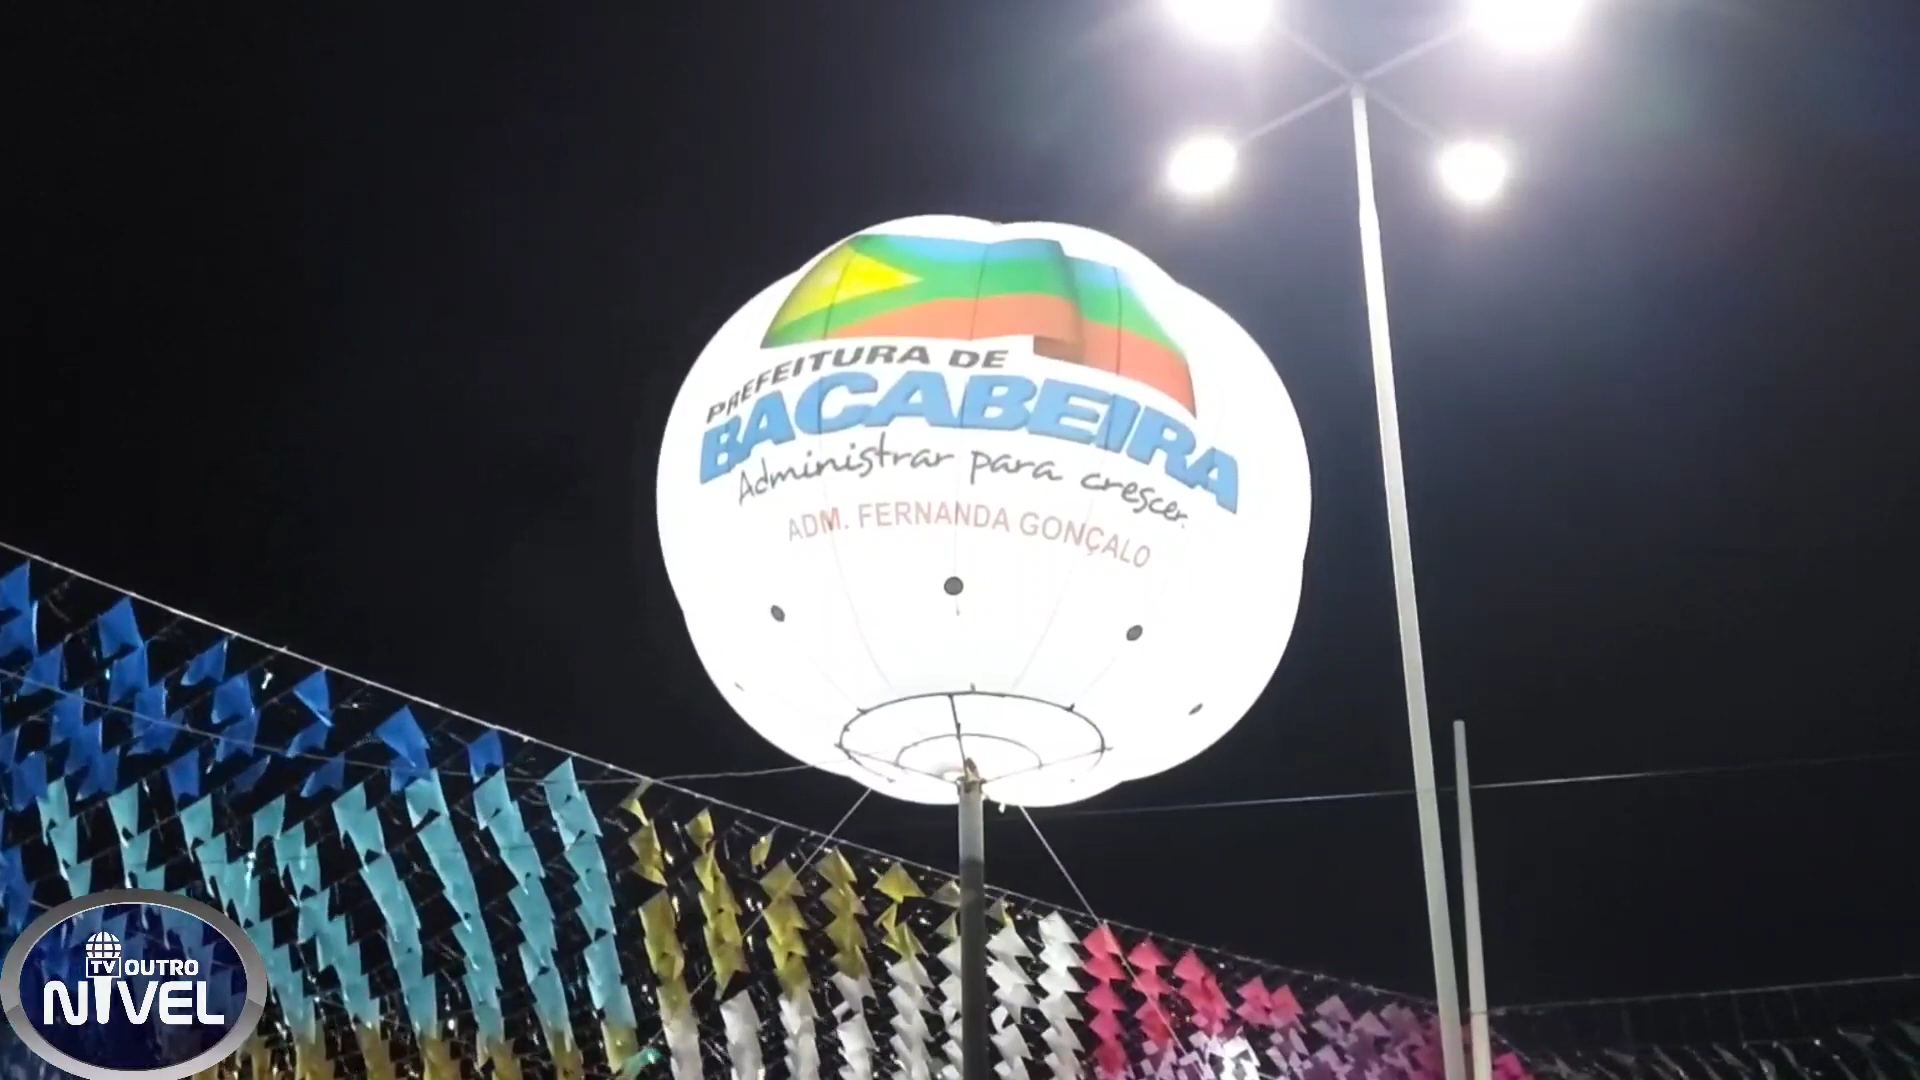 PREFEITURA DE
BACABEIRA
Administrar para crescer.
ADM. FERNANDA GONÇALO
TV OUTRO
NIVEL